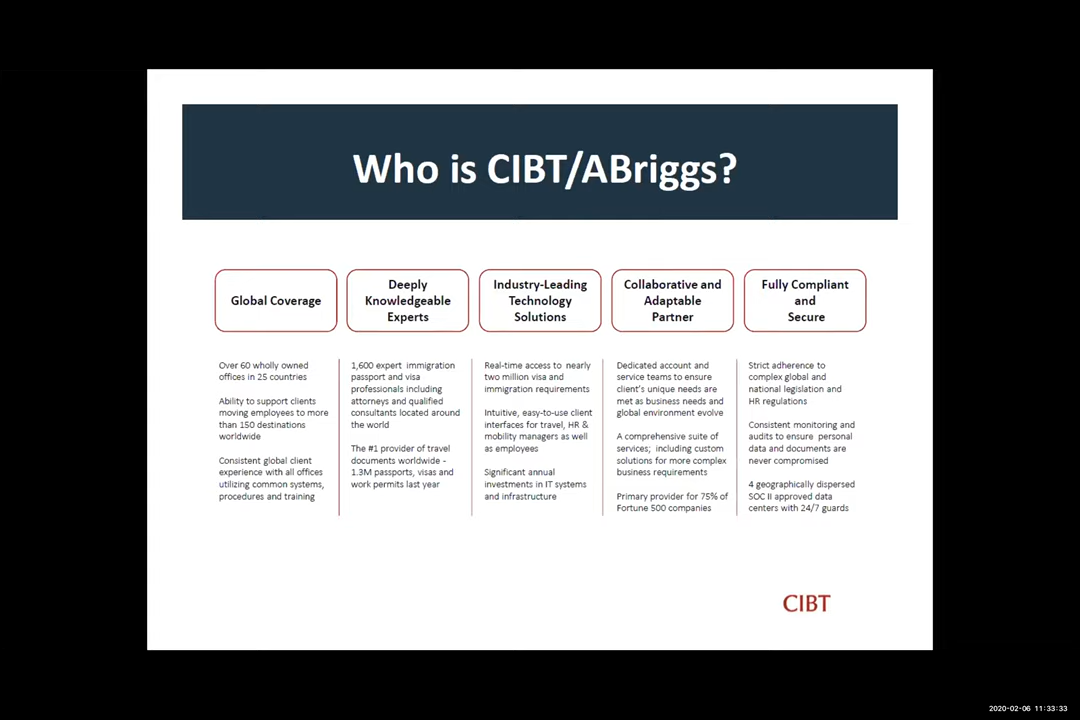 Who is CIBT/ABriggs?
Global Coverage
Over 60 wholly owned
offices in 25 countries
Ability to support clients
moving employees to more
than 150 destinations
worldwide
Consistent global client
experience with all offices
utilizing common systems,
procedures and training
Deeply
Knowledgeable
Experts
1,600 expert immigration
passport and visa
professionals including
attorneys and qualified
consultants located around
the world
The #1 provider of travel
documents worldwide -
1.3M passports, visas and
work permits last year
Industry-Leading
Technology
Solutions
Real-time access to nearly
two million visa and
immigration requirements
Intuitive, easy-to-use client
interfaces for travel, HR &
mobility managers as well
as employees
Significant annual
investments in IT systems
and infrastructure
Collaborative and
Adaptable
Partner
Dedicated account and
service teams to ensure
client's unique needs are
met as business needs and
global environment evolve
A comprehensive suite of
services; including custom
solutions for more complex
business requirements
Primary provider for 75% of
Fortune 500 companies
Fully Compliant
and
Secure
Strict adherence to
complex global and
national legislation and
HR regulations
Consistent monitoring and
audits to ensure personal
data and documents are
never compromised
4 geographically dispersed
SOC II approved data
centers with 24/7 guards
CIBT
2020-02-06 11:33:33